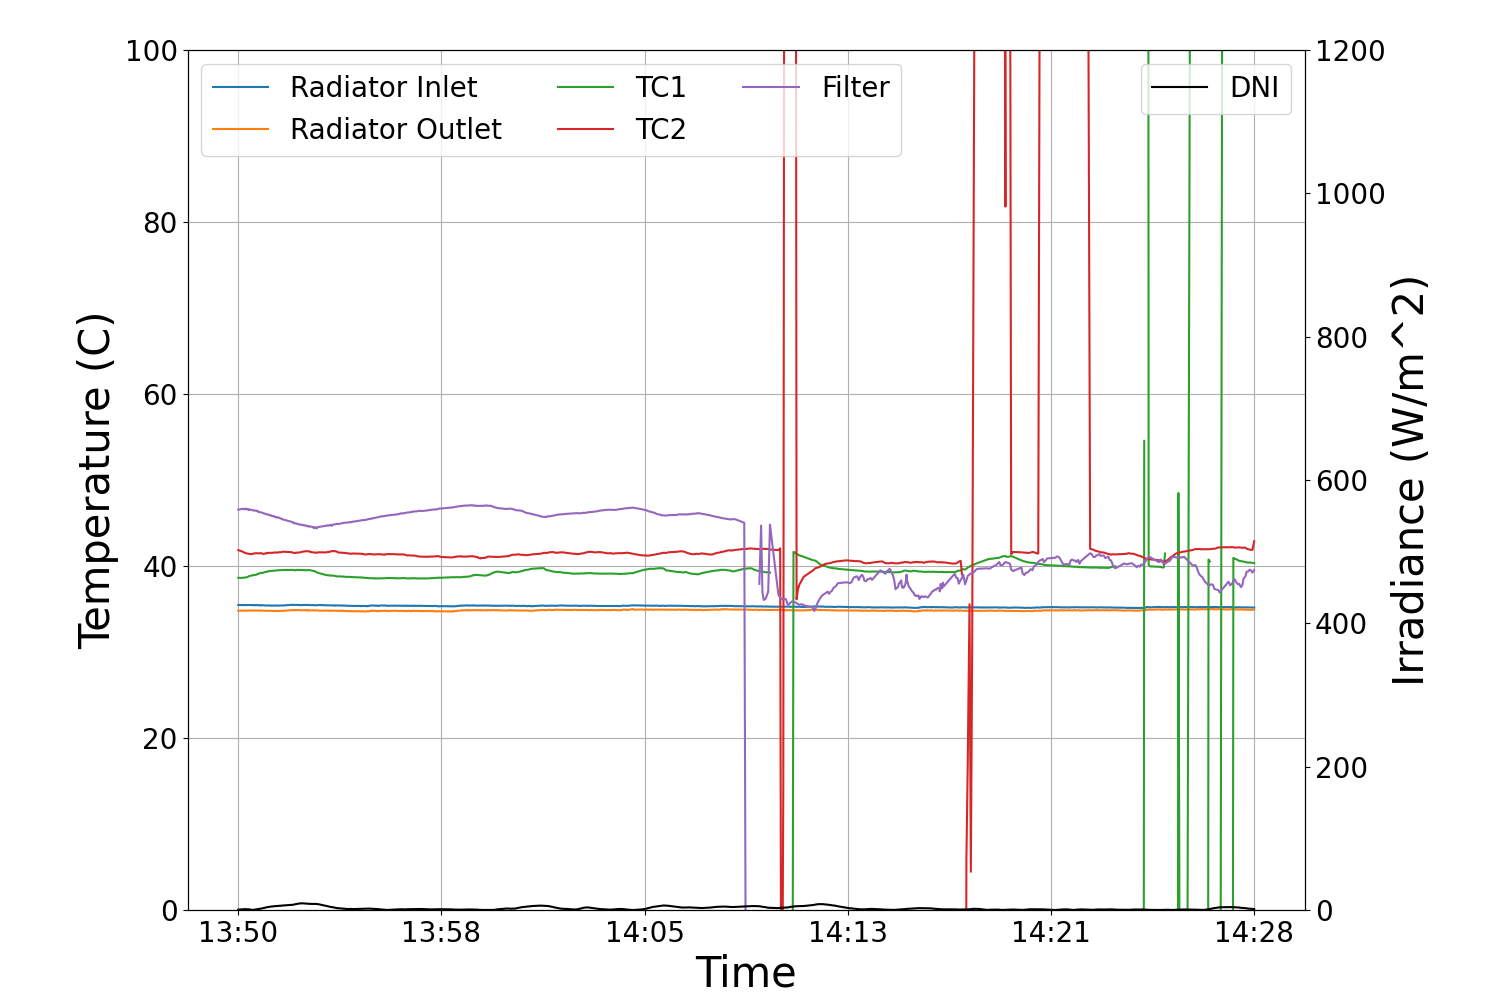 100
80
60
40
20
0
Temperature (C)
Radiator Inlet
Radiator Outlet
TC1
TC2
Filter
DNI
1200
1000
800
600
400
200
0
Irradiance (W/m^2)
13:50
13:58
14:05
14:13
14:21
14:28
Time